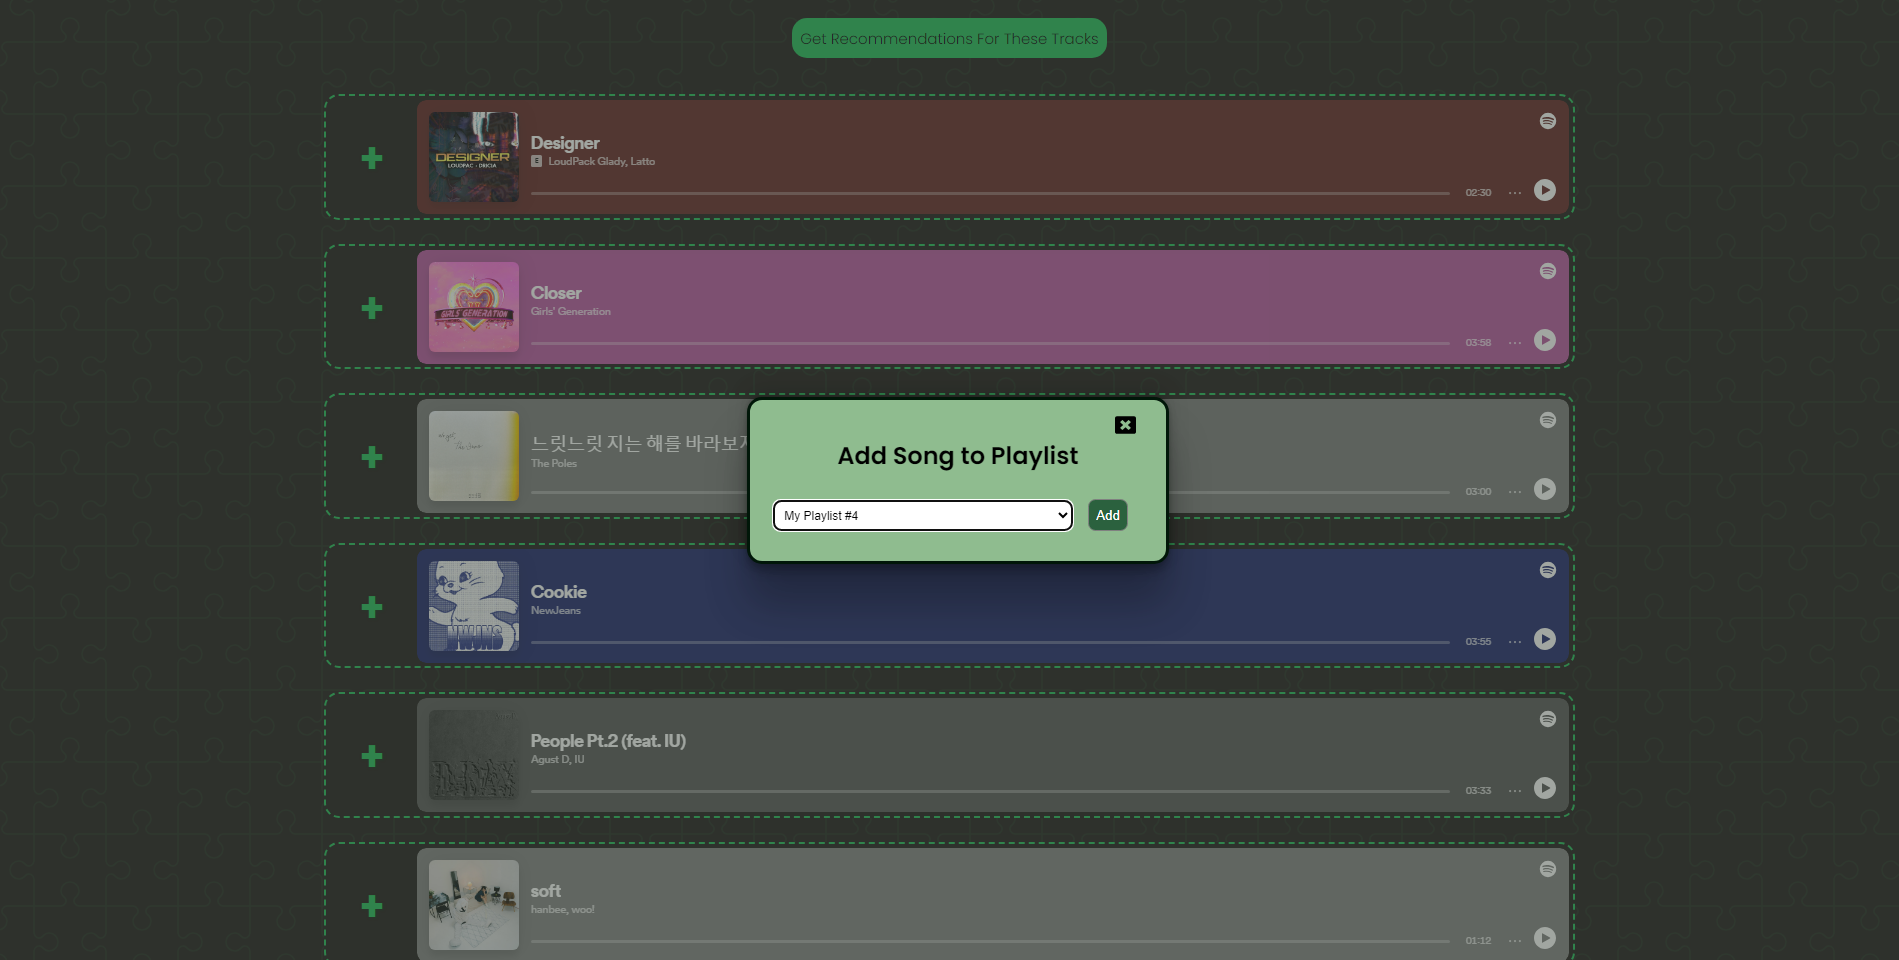 Get Recommendations For These Tracks
DESIGNER
Designer
E LoudPack Glady, Latto
02:30
GIRLS' GENERATION
Closer
Girls' Generation
03:58
느릿느릿 지는 해를 바라보
The Poles
03:00
Add Song to Playlist
My Playlist #4
Add
NWJNS
Cookie
NewJeans
03:55
People Pt.2 (feat. IU)
Agust D, IU
03:33
soft
hanbee, woo!
01:12